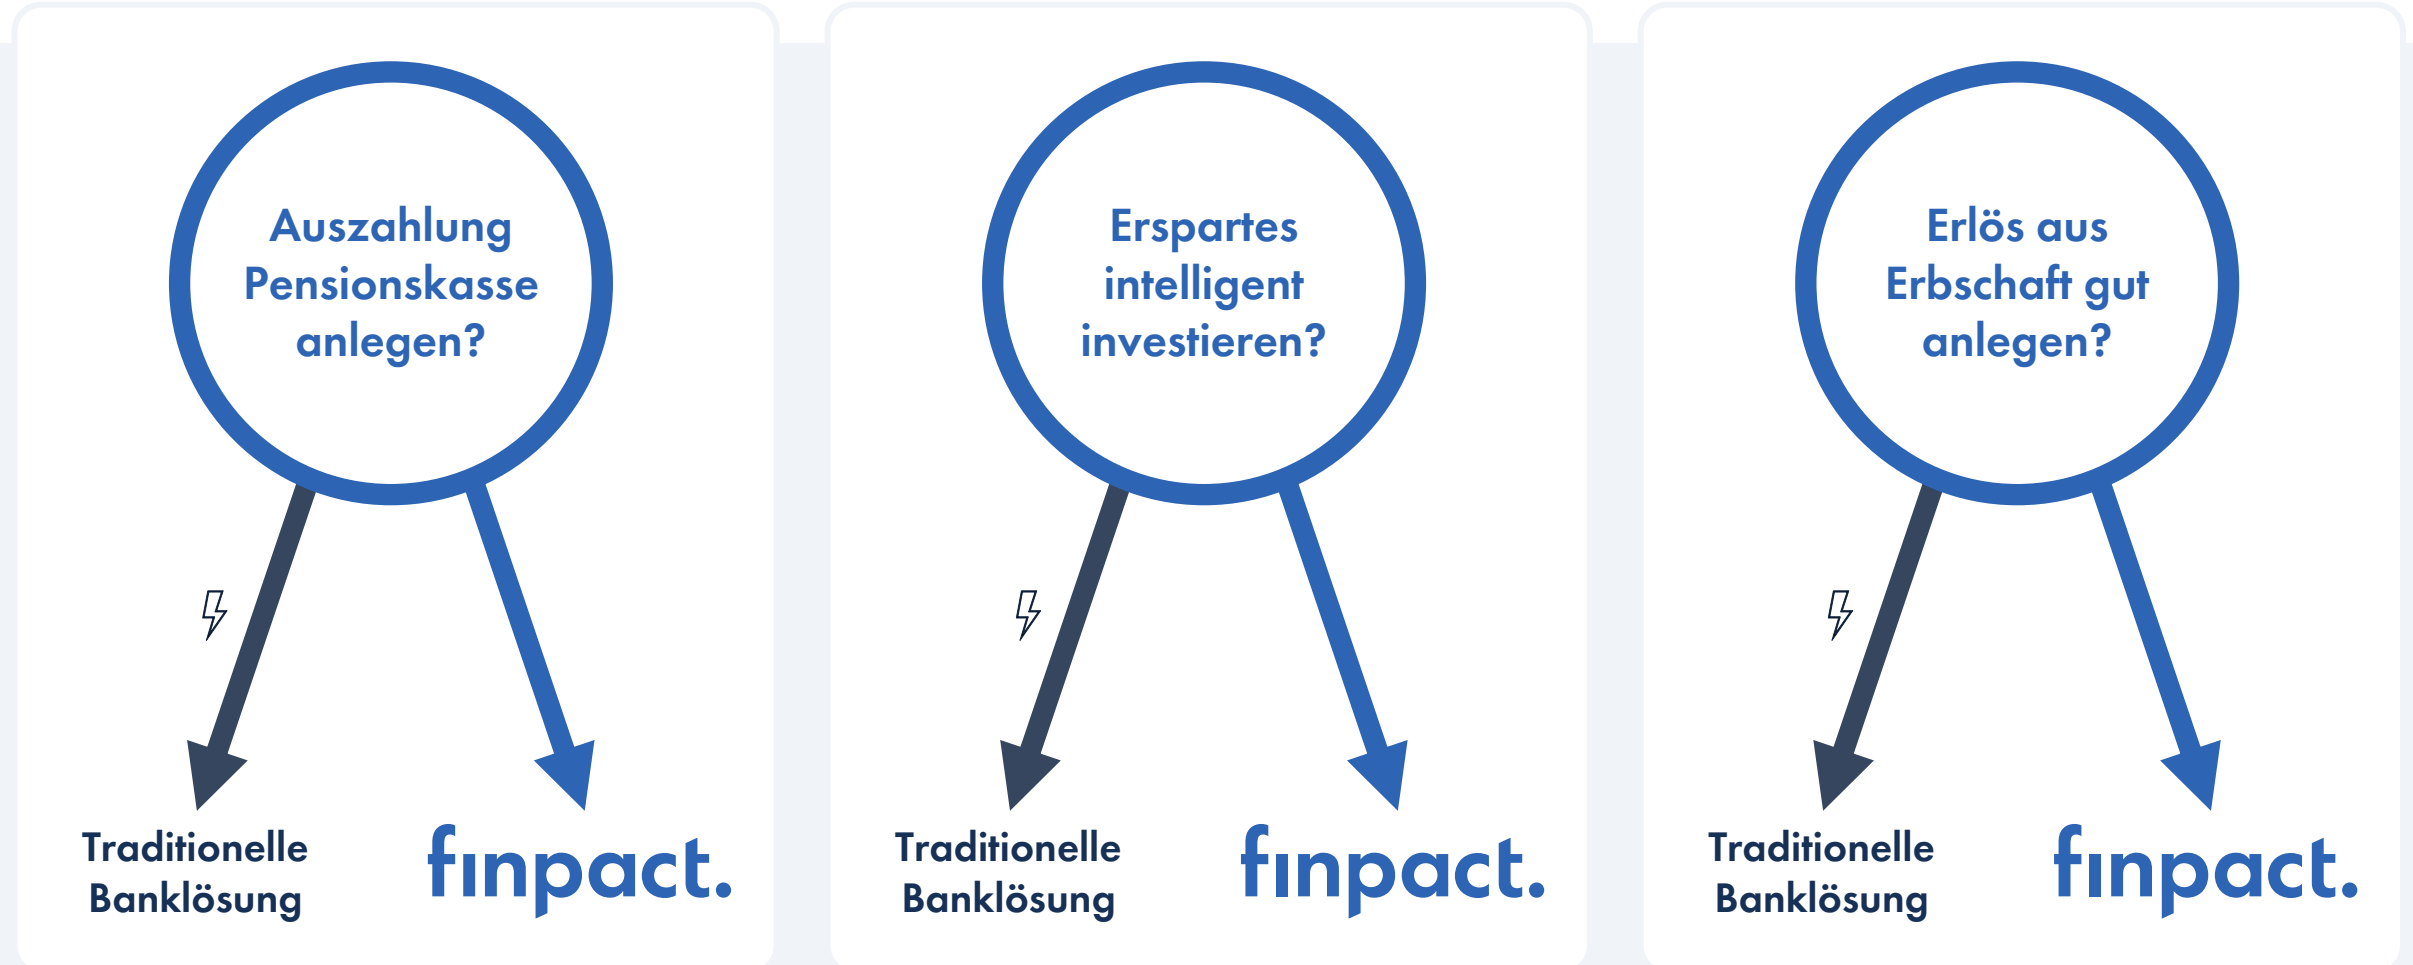 Auszahlung
Pensionskasse
anlegen?
Traditionelle
Banklösung
finpact.
Erspartes
intelligent
investieren?
Traditionelle
Banklösung
finpact.
Erlös aus
Erbschaft gut
anlegen?
Traditionelle
Banklösung
finpact.